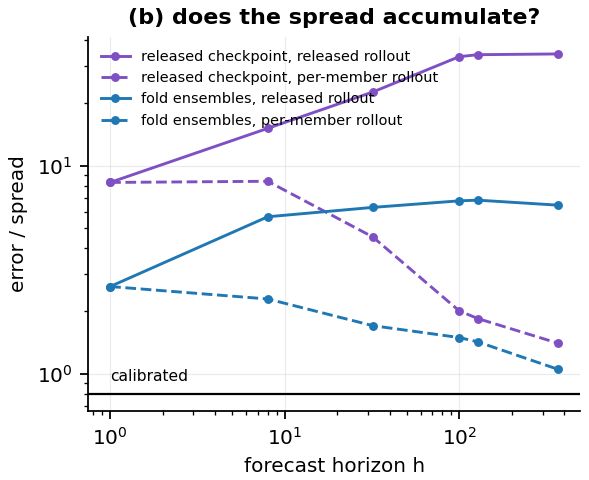 (b) does the spread accumulate?
released checkpoint, released rollout
released checkpoint, per-member rollout
fold ensembles, released rollout
fold ensembles, per-member rollout
error / spread
10¹
10⁰
calibrated
10⁰ 10¹ 10²
forecast horizon h